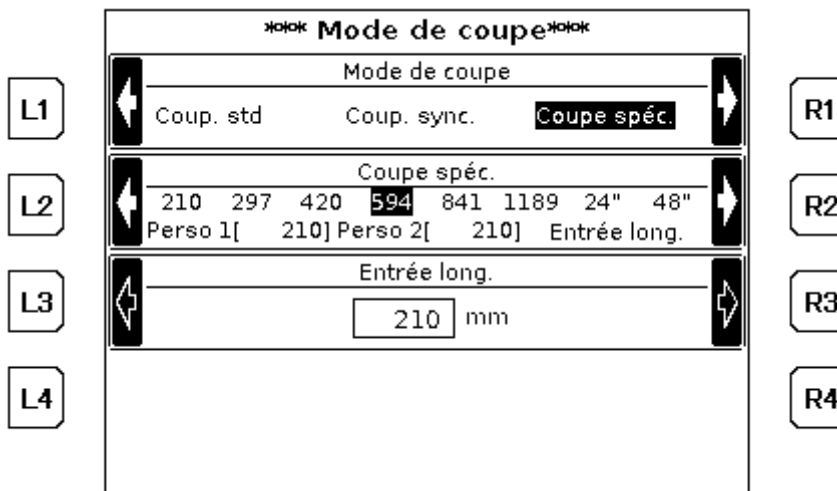 *** Mode de coupe***
Mode de coupe
L1
Coup. std Coup. sync. Coupe spéc.
R1
Coupe spéc.
L2
210 297 420 594 841 1189 24" 48"
R2
Perso 1[ 210] Perso 2[ 210] Entrée long.
Entrée long.
L3
210 mm
R3
L4
R4